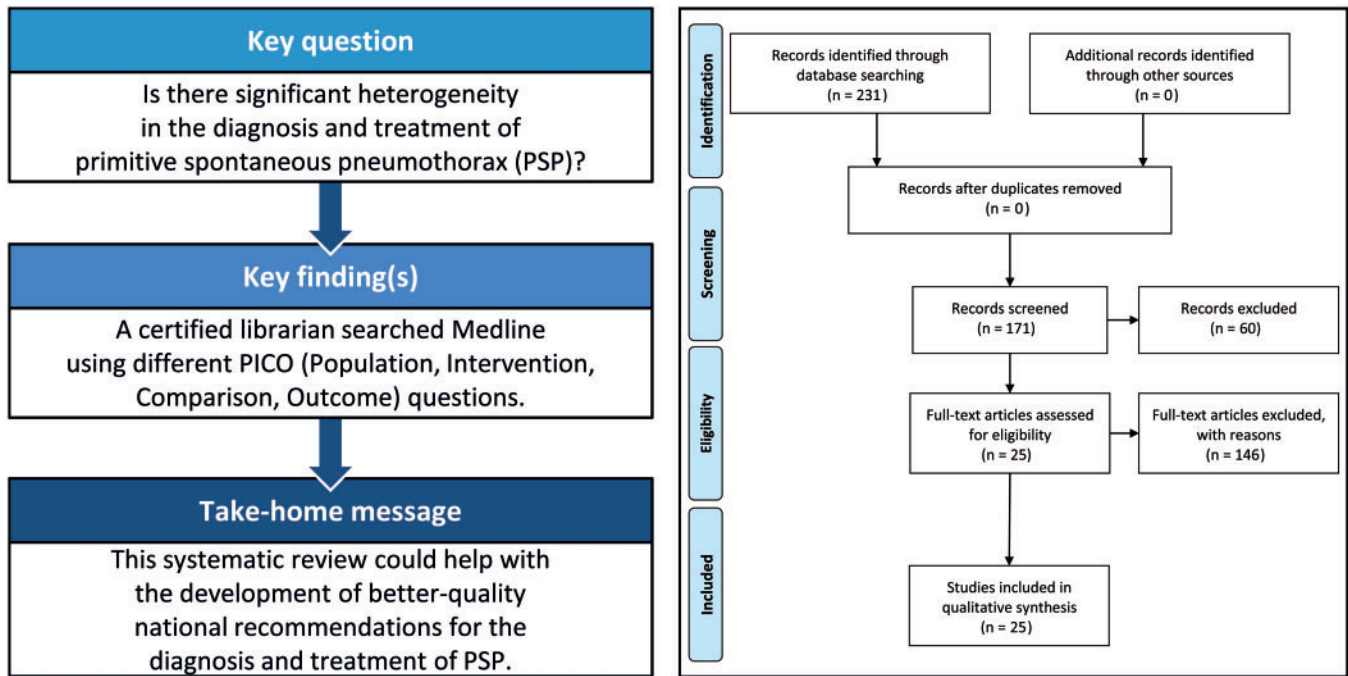 Key question
Is there significant heterogeneity
in the diagnosis and treatment of
primitive spontaneous pneumothorax (PSP)?
Key finding(s)
A certified librarian searched Medline
using different PICO (Population, Intervention,
Comparison, Outcome) questions.
Take-home message
This systematic review could help with
the development of better-quality
national recommendations for the
diagnosis and treatment of PSP.
Identification
Records identified through
database searching
(n = 231)
Additional records identified
through other sources
(n = 0)
Records after duplicates removed
(n = 0)
Screening
Records screened
(n = 171)
Records excluded
(n = 60)
Eligibility
Full-text articles assessed
for eligibility
(n = 25)
Full-text articles excluded,
with reasons
(n = 146)
Included
Studies included in
qualitative synthesis
(n = 25)